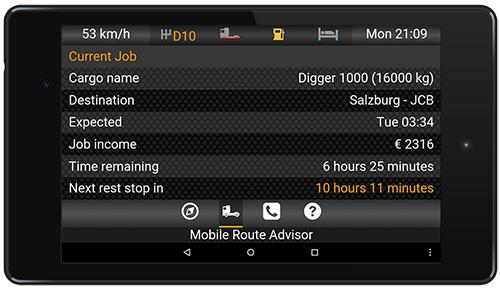 53 km/h D10 Mon 21:09
Current Job
Cargo name Digger 1000 (16000 kg)
Destination Salzburg - JCB
Expected Tue 03:34
Job income € 2316
Time remaining 6 hours 25 minutes
Next rest stop in 10 hours 11 minutes
?
Mobile Route Advisor